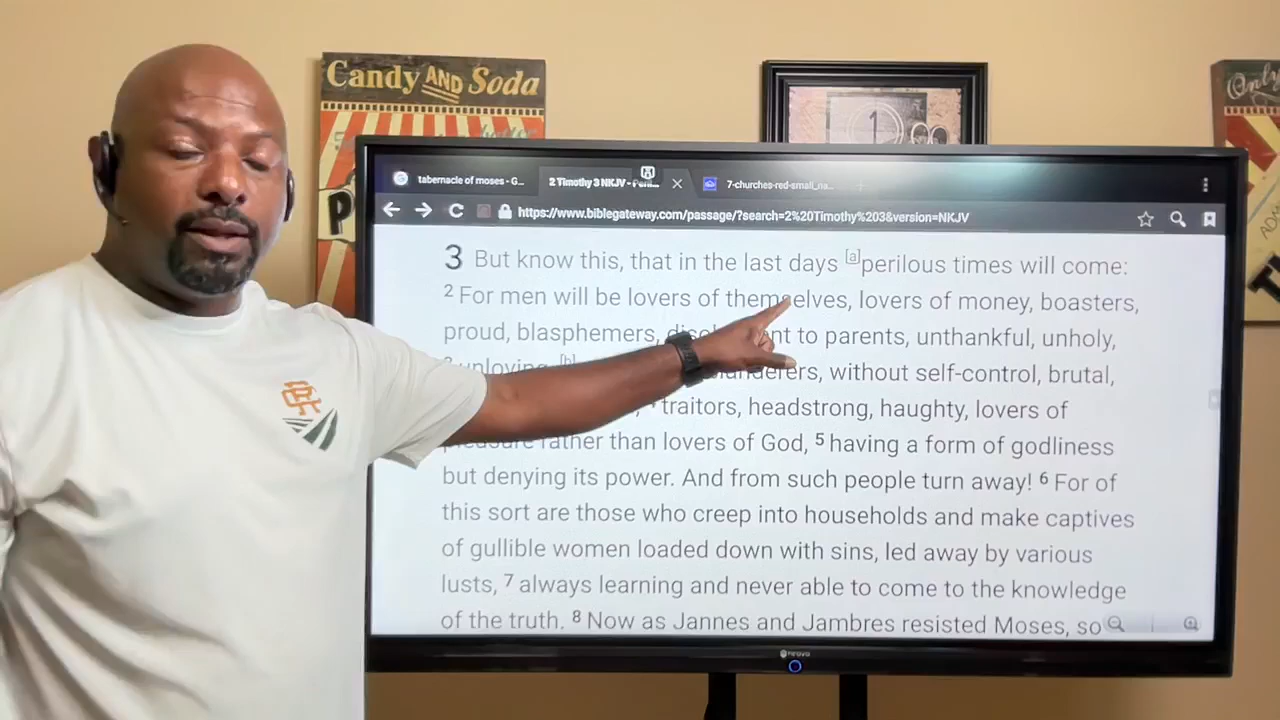 Candy AND Soda
Only
1
tabernacle of moses - G...
2 Timothy 3 NKJV -
7-churches-red-small_na...
https://www.biblegateway.com/passage/?search=2%20Timothy%203&version=NKJV
3 But know this, that in the last days [a]perilous times will come:
2 For men will be lovers of themselves, lovers of money, boasters,
proud, blasphemers, to parents, unthankful, unholy,
unloving, [b] slanderers, without self-control, brutal,
4 traitors, headstrong, haughty, lovers of
pleasure rather than lovers of God, 5 having a form of godliness
but denying its power. And from such people turn away! 6 For of
this sort are those who creep into households and make captives
of gullible women loaded down with sins, led away by various
lusts, 7 always learning and never able to come to the knowledge
of the truth. 8 Now as Jannes and Jambres resisted Moses, so